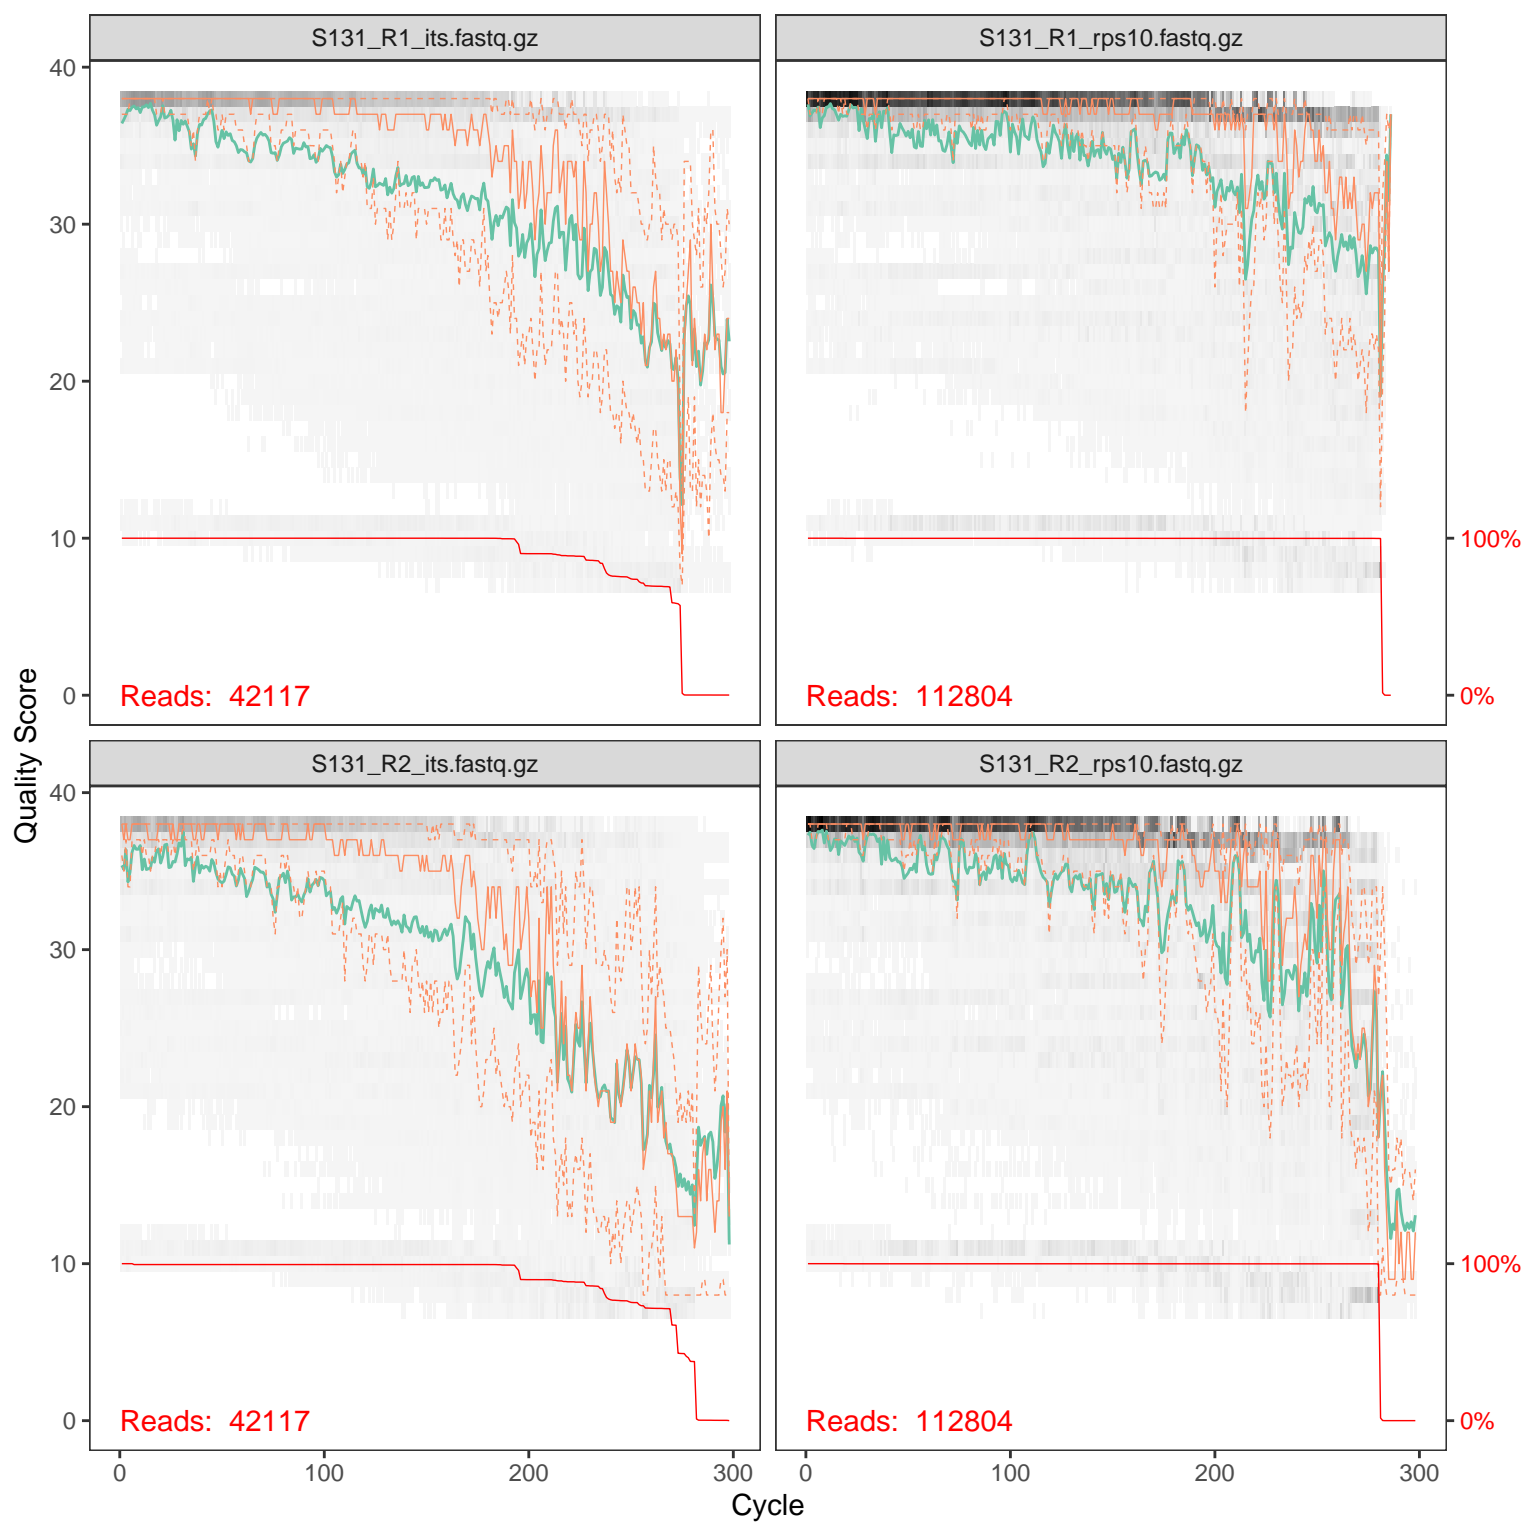 S131_R1_its.fastq.gz
S131_R1_rps10.fastq.gz
40
30
20
10
0
Reads: 42117
Reads: 112804
100%
0%
Quality Score
S131_R2_its.fastq.gz
S131_R2_rps10.fastq.gz
40
30
20
10
0
Reads: 42117
Reads: 112804
100%
0%
0 100 200 300
0 100 200 300
Cycle